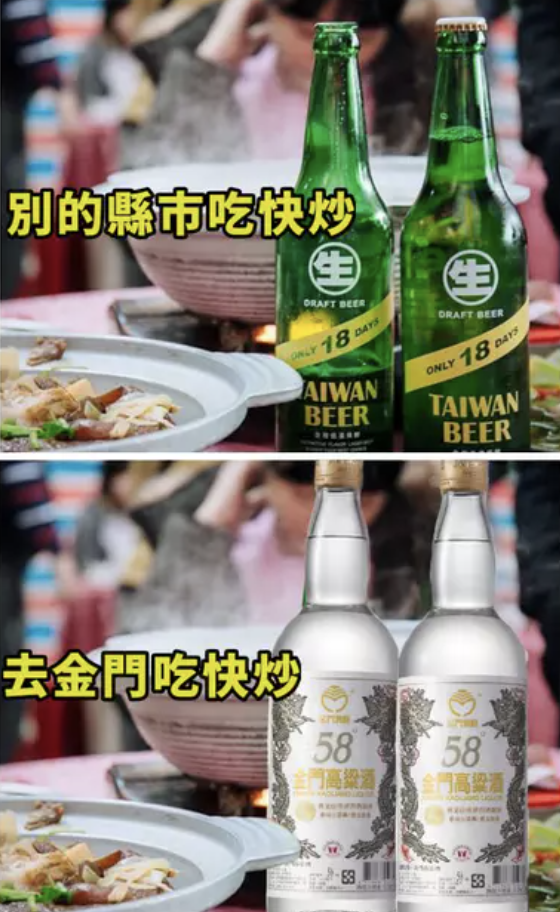 別的縣市吃快炒
生
DRAFT BEER
ONLY 18 DAYS
TAIWAN
BEER
生
DRAFT BEER
ONLY 18 DAYS
TAIWAN
BEER
去金門吃快炒
58°
金門高粱酒
58°
金門高粱酒